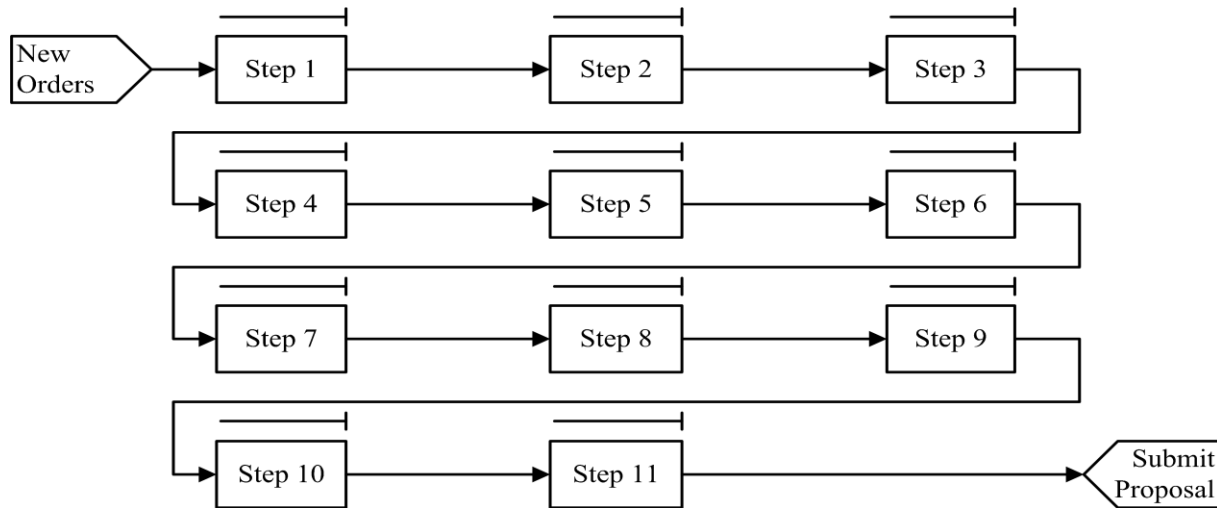 New
Orders
Step 1
Step 2
Step 3
Step 4
Step 5
Step 6
Step 7
Step 8
Step 9
Step 10
Step 11
Submit
Proposal